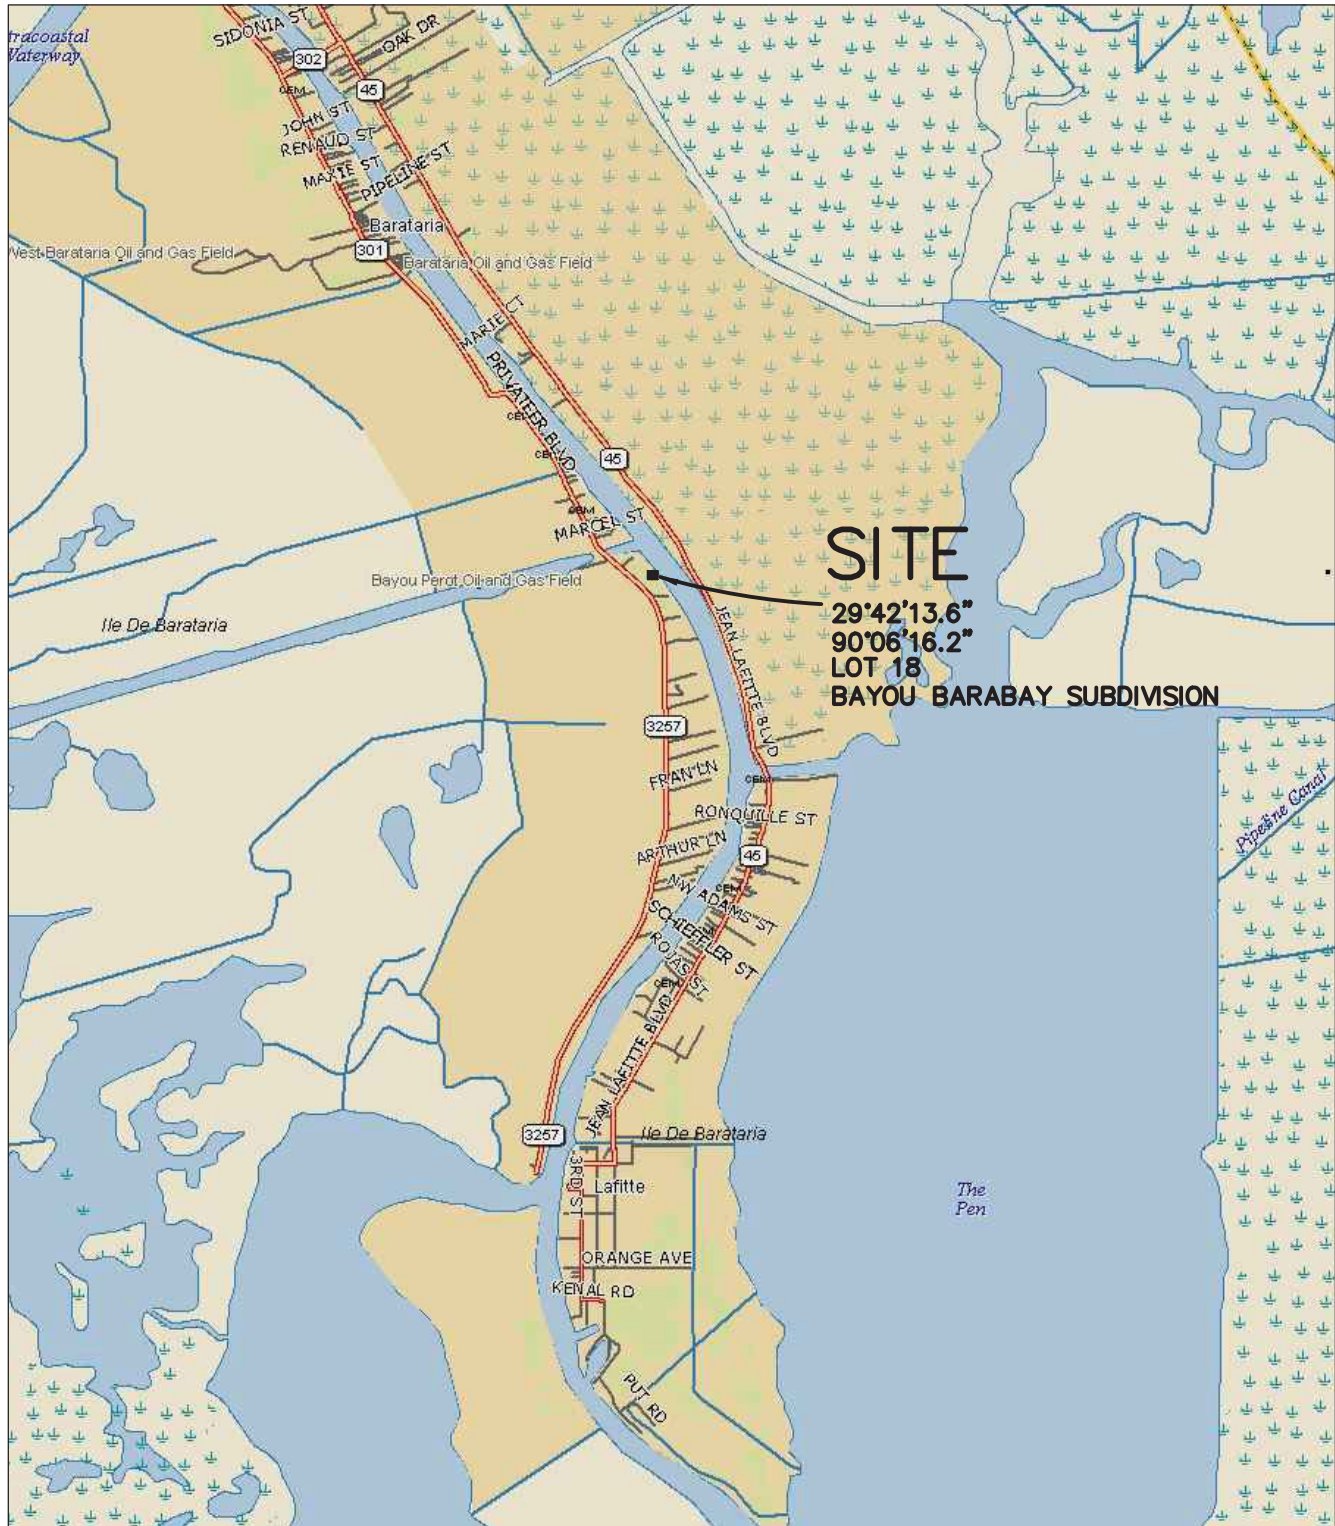 SIDONIA ST
OAK DR
tracoastal
Waterway
302
CEM
45
JOHN ST
RENAUD ST
MAXIE ST
PIPELINE ST
Barataria
301
West Barataria Oil and Gas Field
Barataria Oil and Gas Field
MARIE CT
PRIVATEER BLVD
CEM
CEM
45
CEM
MARCEL ST
SITE
Bayou Perot Oil and Gas Field
29°42'13.6"
90°06'16.2"
LOT 18
BAYOU BARABAY SUBDIVISION
Ile De Barataria
JEAN LAFITTE BLVD
3257
FRAN LN
CEM
Pipeline Canal
RONQUILLE ST
ARTHUR LN
45
CEM
NW ADAMS ST
SCHIEFFLER ST
ROJAS ST
CEM
JEAN LAFITTE BLVD
3257
Ile De Barataria
3RD ST
Lafitte
The
Pen
ORANGE AVE
KENAL RD
PUT RD